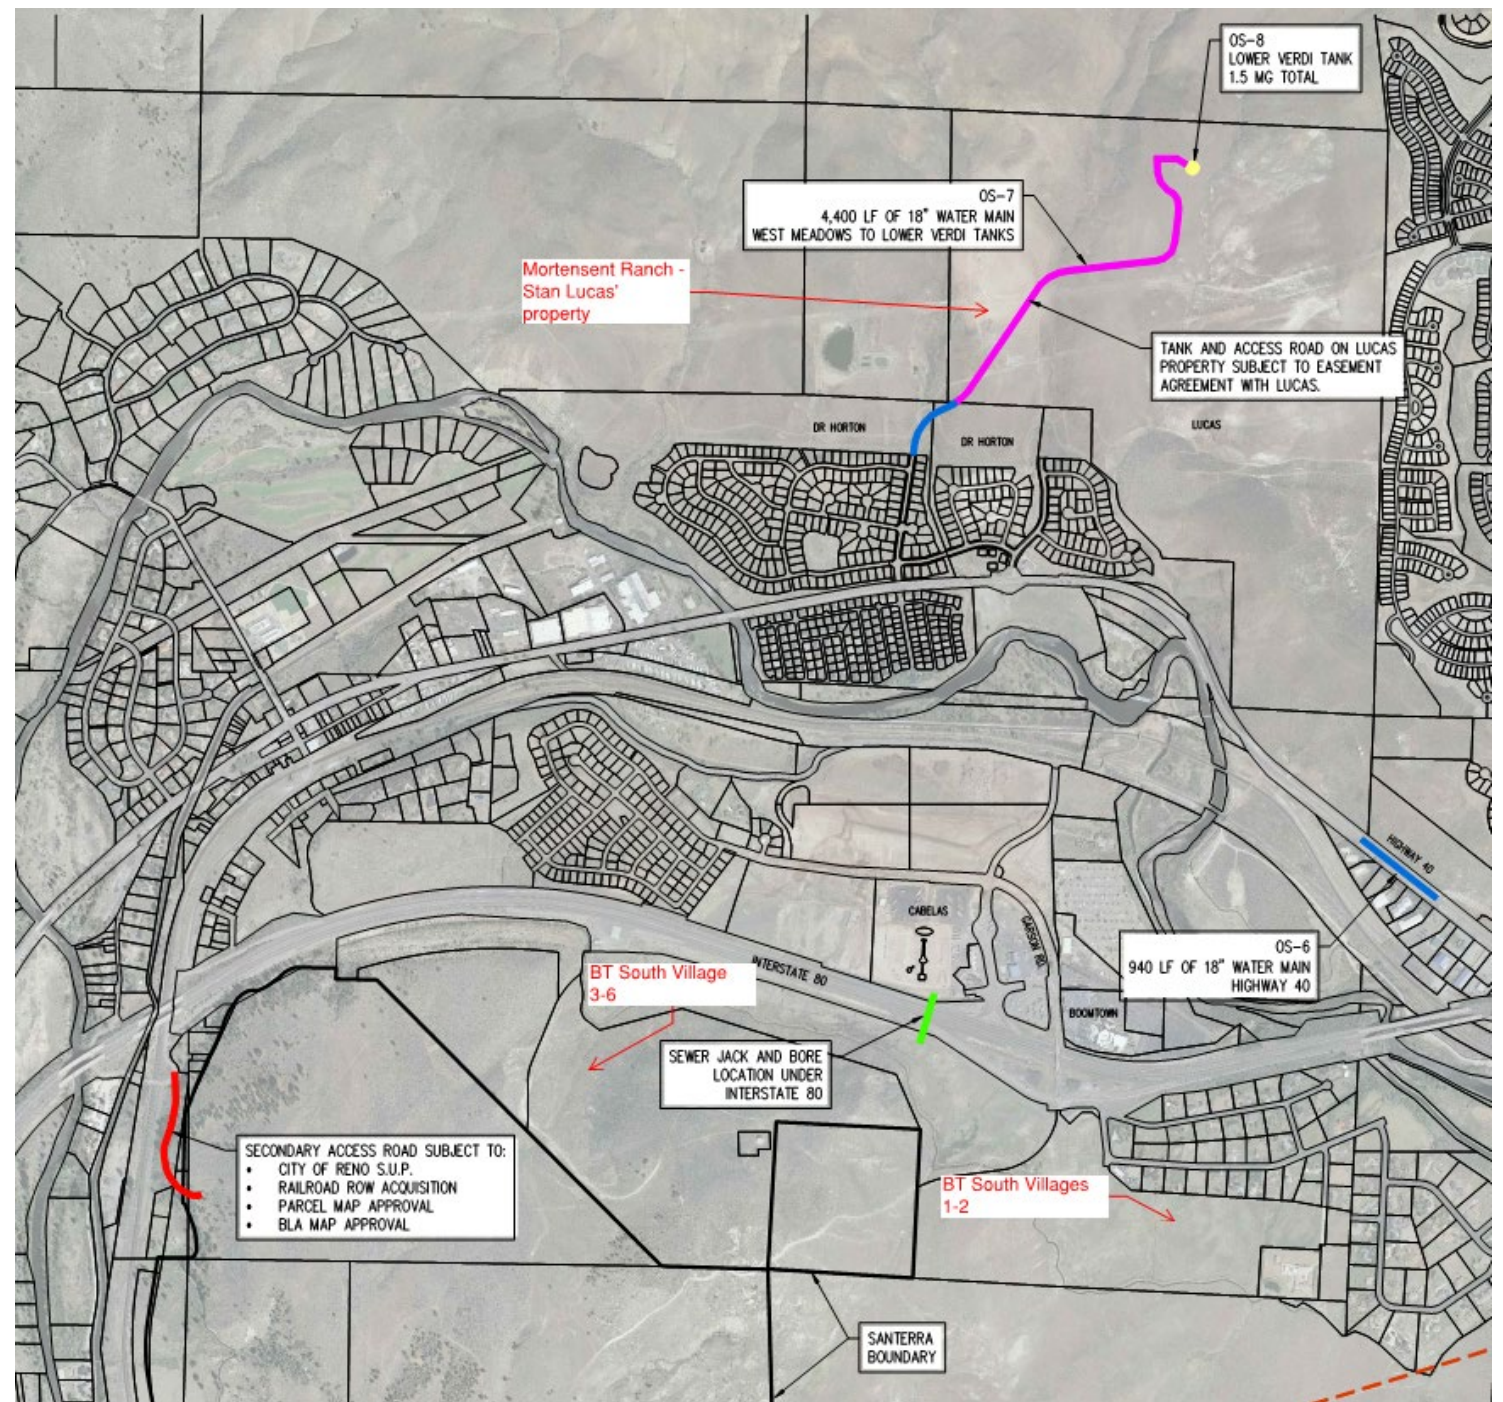 OS-8
LOWER VERDI TANK
1.5 MG TOTAL
OS-7
4,400 LF OF 18" WATER MAIN
WEST MEADOWS TO LOWER VERDI TANKS
Mortensent Ranch -
Stan Lucas'
property
TANK AND ACCESS ROAD ON LUCAS
PROPERTY SUBJECT TO EASEMENT
AGREEMENT WITH LUCAS.
DR HORTON
DR HORTON
LUCAS
HIGHWAY 40
CABELAS
GARSON RD
OS-6
940 LF OF 18" WATER MAIN
HIGHWAY 40
INTERSTATE 80
BT South Village
3-6
BOOMTOWN
SEWER JACK AND BORE
LOCATION UNDER
INTERSTATE 80
SECONDARY ACCESS ROAD SUBJECT TO:
• CITY OF RENO S.U.P.
• RAILROAD ROW ACQUISITION
• PARCEL MAP APPROVAL
• BLA MAP APPROVAL
BT South Villages
1-2
SANTERRA
BOUNDARY